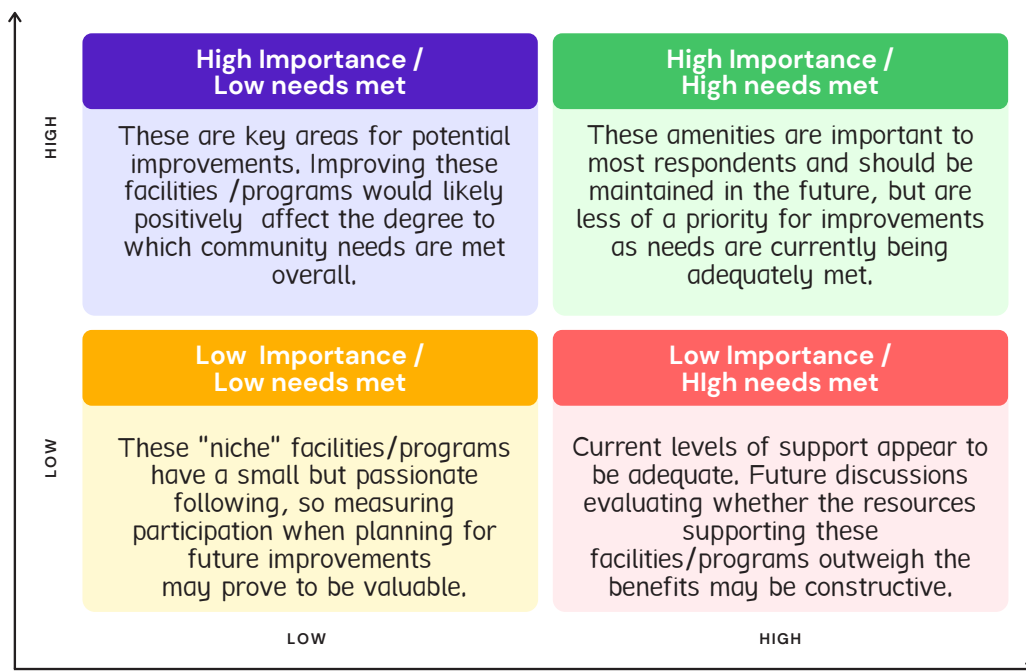 High Importance /
Low needs met
These are key areas for potential
improvements. Improving these
facilities /programs would likely
positively affect the degree to
which community needs are met
overall.
High Importance /
High needs met
These amenities are important to
most respondents and should be
maintained in the future, but are
less of a priority for improvements
as needs are currently being
adequately met.
HIGH
Low Importance /
Low needs met
These "niche" facilities/programs
have a small but passionate
following, so measuring
participation when planning for
future improvements
may prove to be valuable.
Low Importance /
HIgh needs met
Current levels of support appear to
be adequate. Future discussions
evaluating whether the resources
supporting these
facilities/programs outweigh the
benefits may be constructive.
LOW
LOW
HIGH